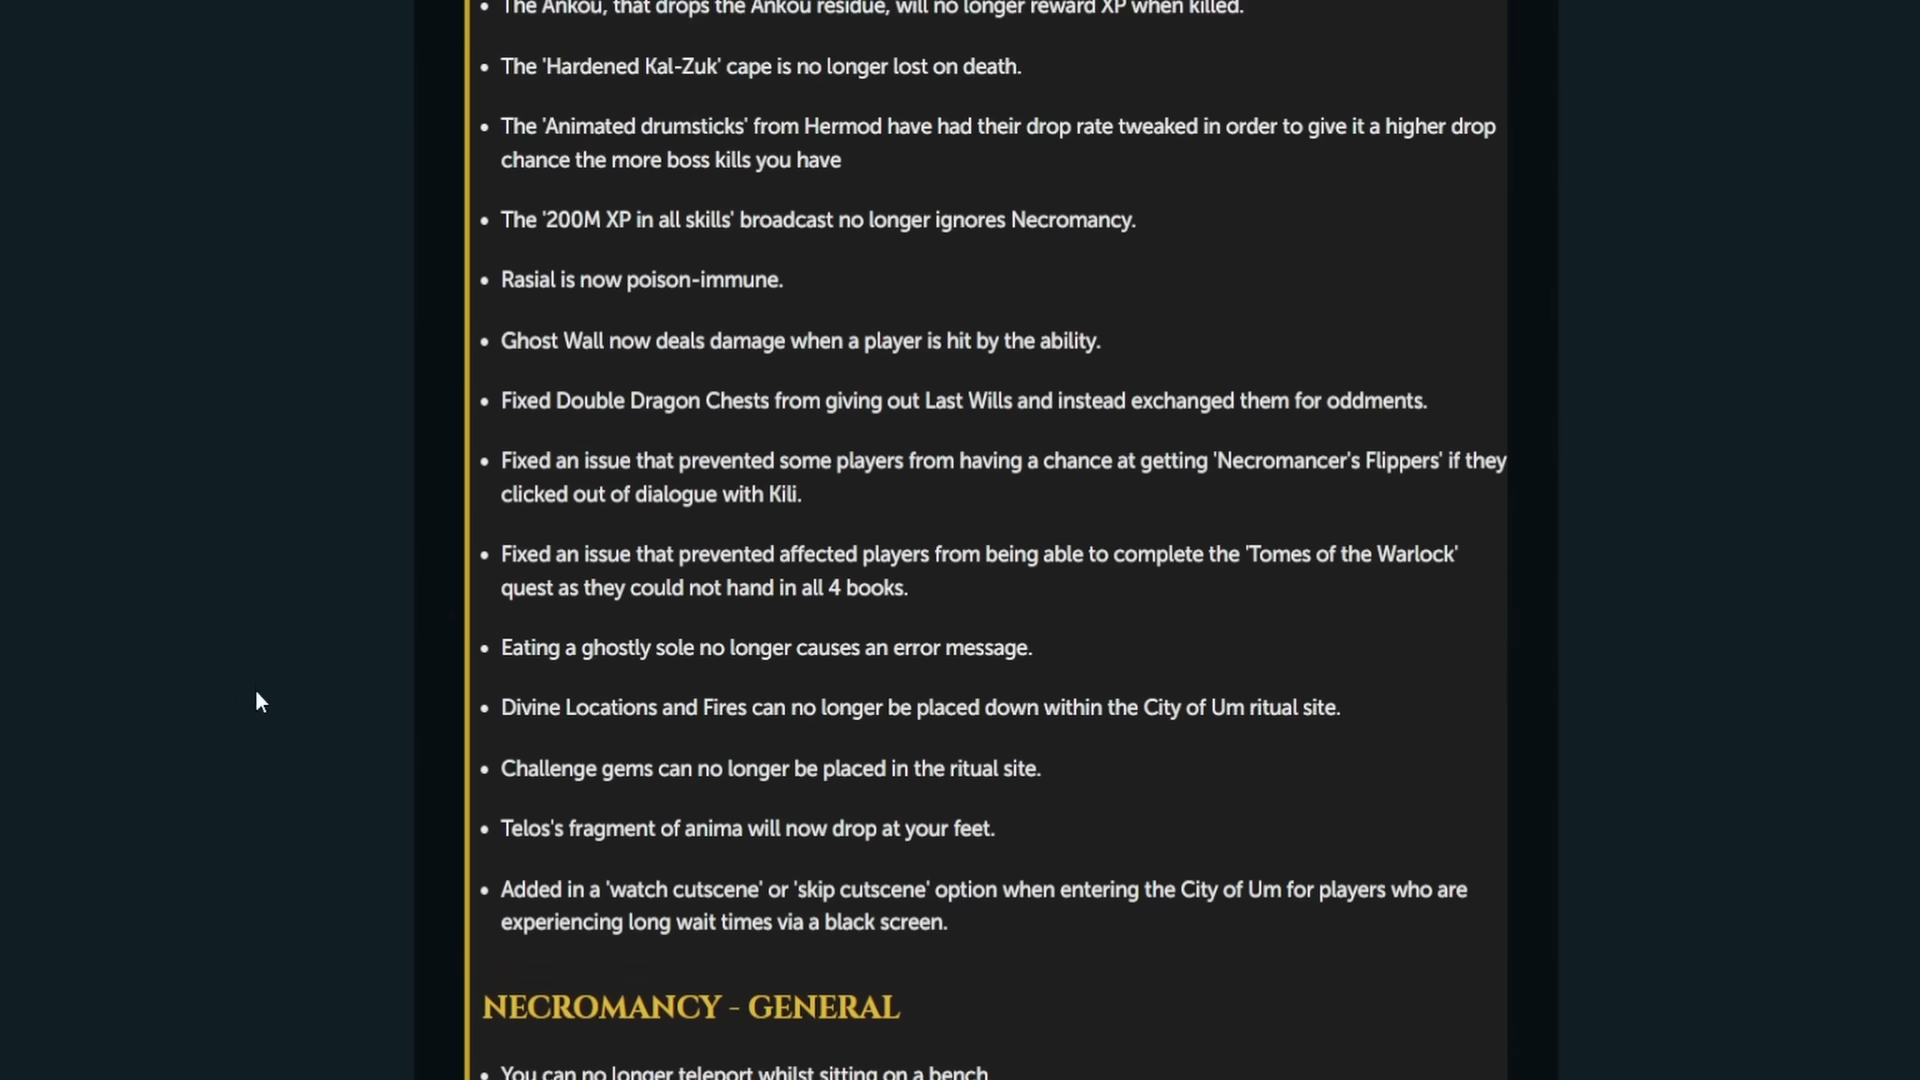 • The Ankou, that drops the Ankou residue, will no longer reward XP when killed.
• The 'Hardened Kal-Zuk' cape is no longer lost on death.
• The 'Animated drumsticks' from Hermod have had their drop rate tweaked in order to give it a higher drop
chance the more boss kills you have
• The '200M XP in all skills' broadcast no longer ignores Necromancy.
• Rasial is now poison-immune.
• Ghost Wall now deals damage when a player is hit by the ability.
• Fixed Double Dragon Chests from giving out Last Wills and instead exchanged them for oddments.
• Fixed an issue that prevented some players from having a chance at getting 'Necromancer's Flippers' if they
clicked out of dialogue with Kili.
• Fixed an issue that prevented affected players from being able to complete the 'Tomes of the Warlock'
quest as they could not hand in all 4 books.
• Eating a ghostly sole no longer causes an error message.
• Divine Locations and Fires can no longer be placed down within the City of Um ritual site.
• Challenge gems can no longer be placed in the ritual site.
• Telos's fragment of anima will now drop at your feet.
• Added in a 'watch cutscene' or 'skip cutscene' option when entering the City of Um for players who are
experiencing long wait times via a black screen.
NECROMANCY - GENERAL
• You can no longer teleport whilst sitting on a bench